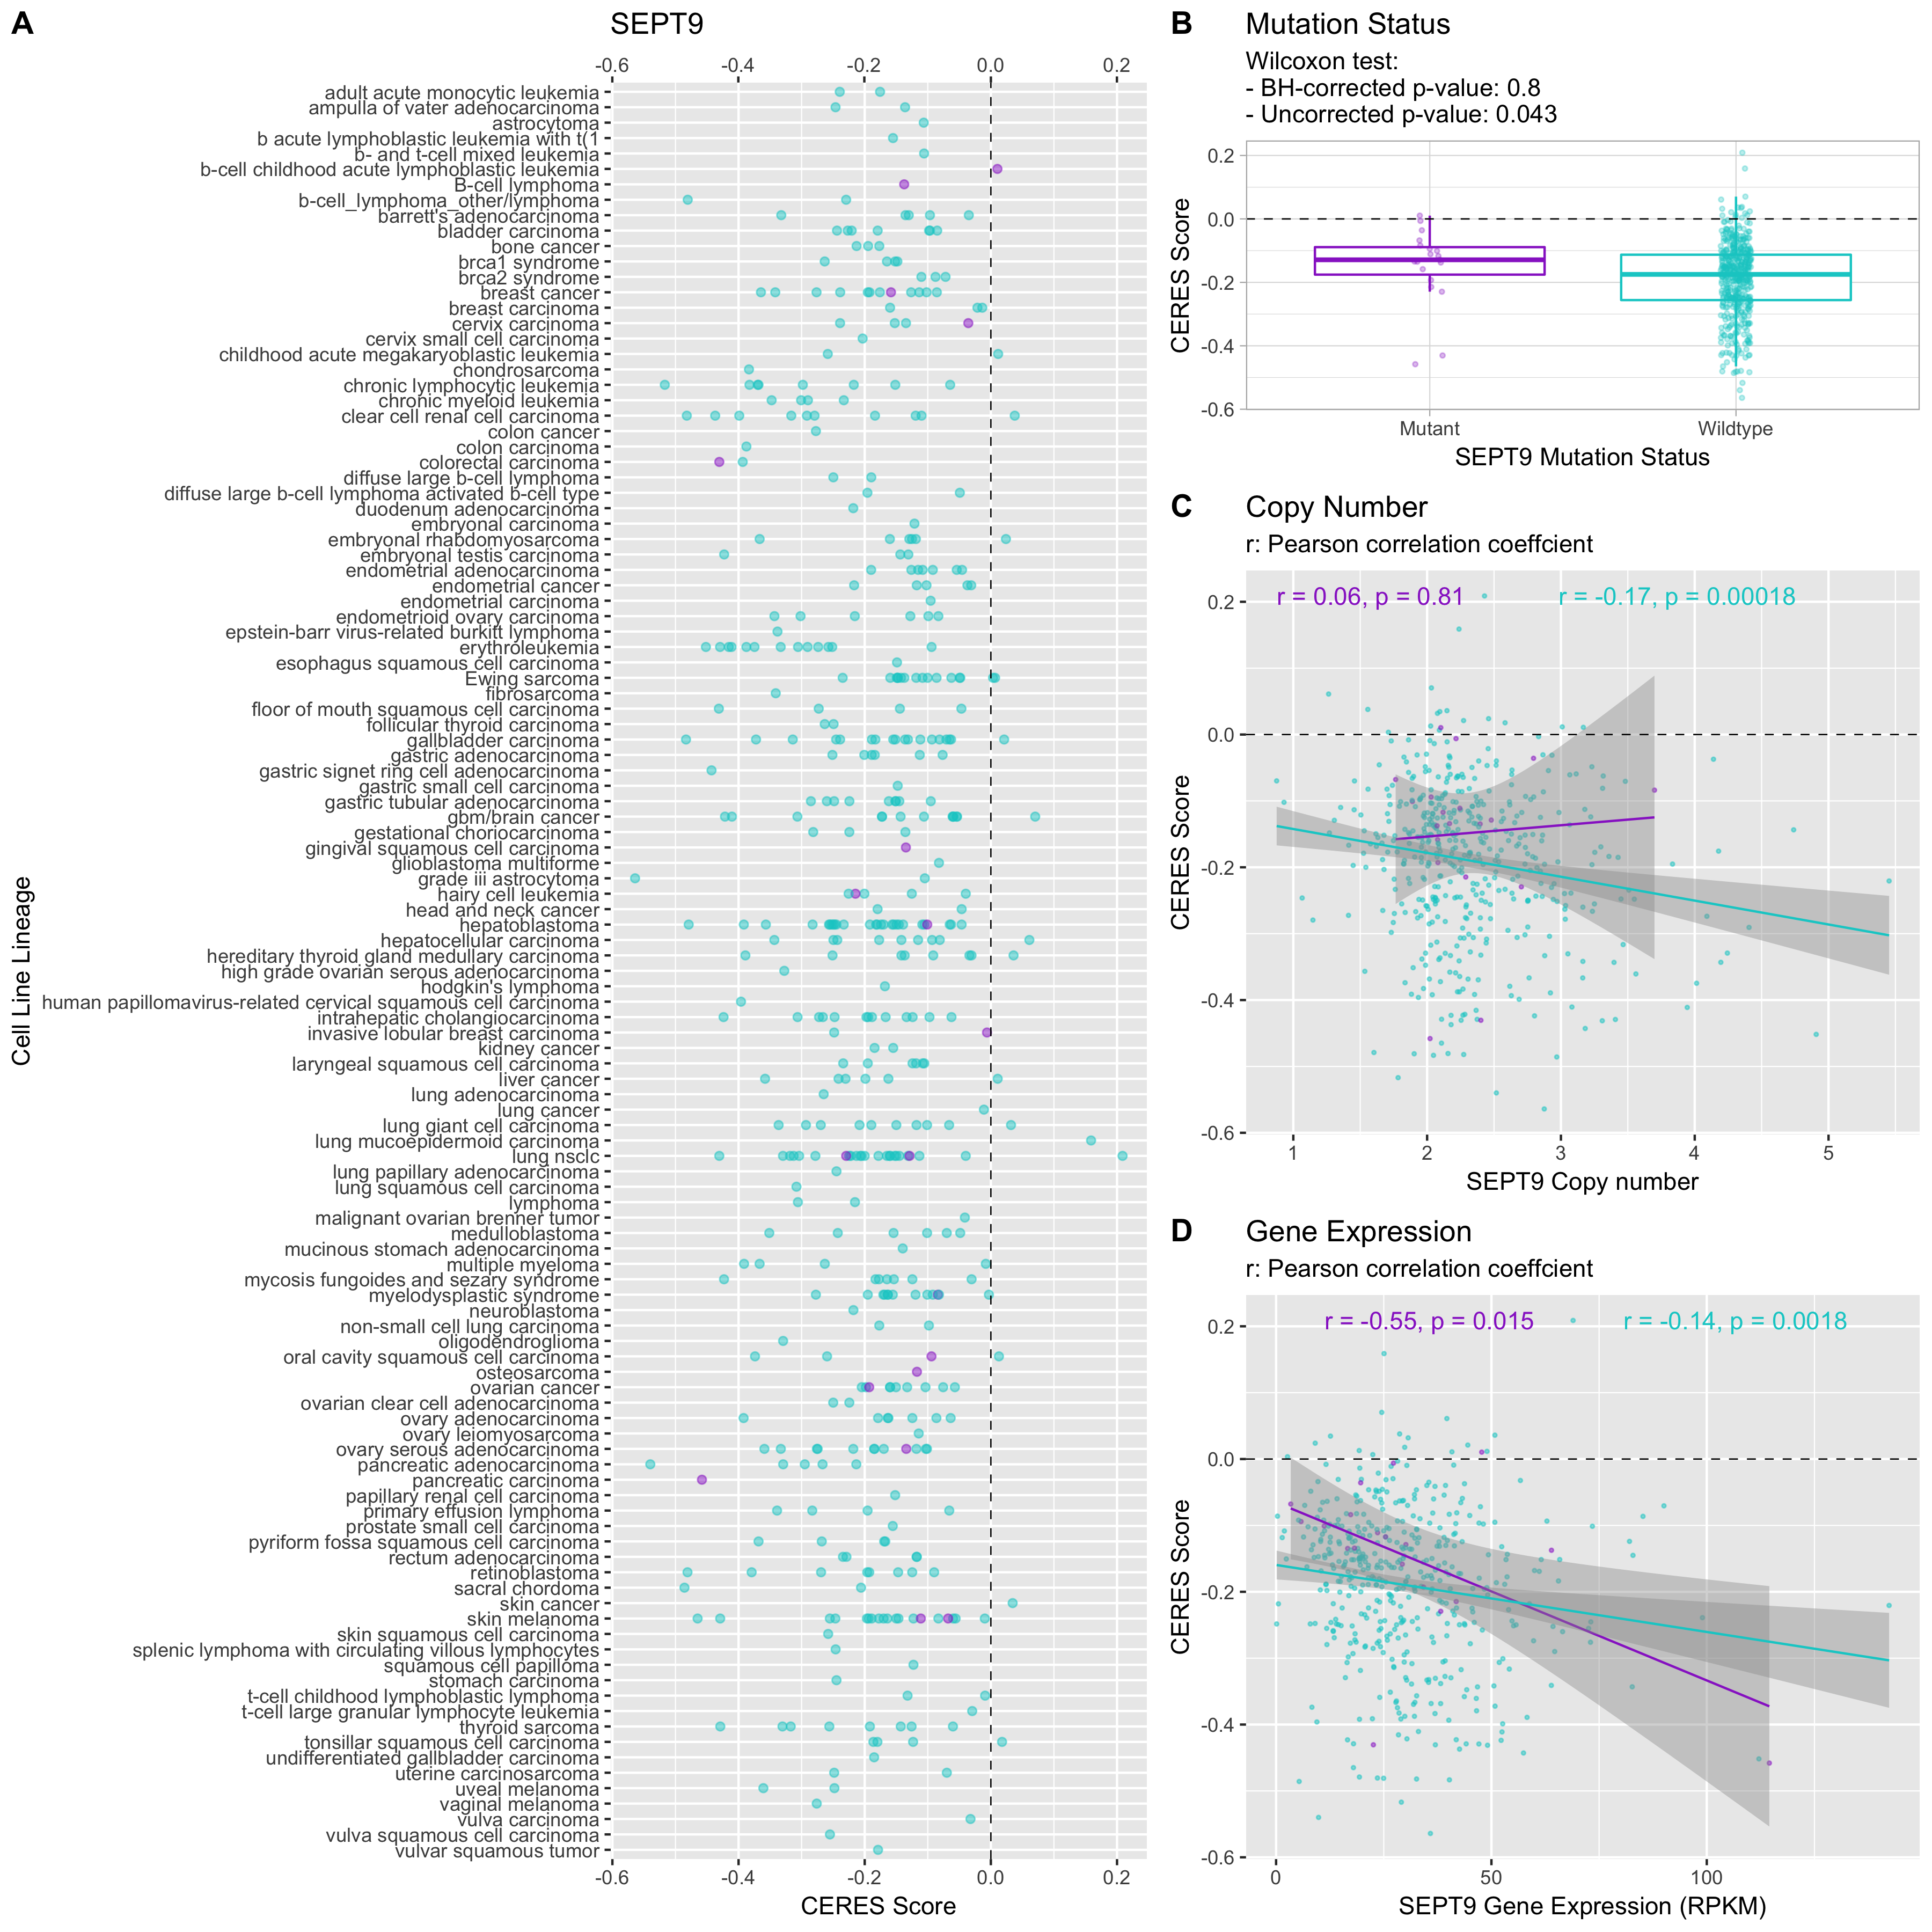 A
SEPT9
-0.6 -0.4 -0.2 0.0 0.2
Cell Line Lineage
adult acute monocytic leukemia
ampulla of vater adenocarcinoma
astrocytoma
b acute lymphoblastic leukemia with t(1
b- and t-cell mixed leukemia
b-cell childhood acute lymphoblastic leukemia
B-cell lymphoma
b-cell_lymphoma_other/lymphoma
barrett's adenocarcinoma
bladder carcinoma
bone cancer
brca1 syndrome
brca2 syndrome
breast cancer
breast carcinoma
cervix carcinoma
cervix small cell carcinoma
childhood acute megakaryoblastic leukemia
chondrosarcoma
chronic lymphocytic leukemia
chronic myeloid leukemia
clear cell renal cell carcinoma
colon cancer
colon carcinoma
colorectal carcinoma
diffuse large b-cell lymphoma
diffuse large b-cell lymphoma activated b-cell type
duodenum adenocarcinoma
embryonal carcinoma
embryonal rhabdomyosarcoma
embryonal testis carcinoma
endometrial adenocarcinoma
endometrial cancer
endometrial carcinoma
endometrioid ovary carcinoma
epstein-barr virus-related burkitt lymphoma
erythroleukemia
esophagus squamous cell carcinoma
Ewing sarcoma
fibrosarcoma
floor of mouth squamous cell carcinoma
follicular thyroid carcinoma
gallbladder carcinoma
gastric adenocarcinoma
gastric signet ring cell adenocarcinoma
gastric small cell carcinoma
gastric tubular adenocarcinoma
gbm/brain cancer
gestational choriocarcinoma
gingival squamous cell carcinoma
glioblastoma multiforme
grade iii astrocytoma
hairy cell leukemia
head and neck cancer
hepatoblastoma
hepatocellular carcinoma
hereditary thyroid gland medullary carcinoma
high grade ovarian serous adenocarcinoma
hodgkin's lymphoma
human papillomavirus-related cervical squamous cell carcinoma
intrahepatic cholangiocarcinoma
invasive lobular breast carcinoma
kidney cancer
laryngeal squamous cell carcinoma
liver cancer
lung adenocarcinoma
lung cancer
lung giant cell carcinoma
lung mucoepidermoid carcinoma
lung nsclc
lung papillary adenocarcinoma
lung squamous cell carcinoma
lymphoma
malignant ovarian brenner tumor
medulloblastoma
mucinous stomach adenocarcinoma
multiple myeloma
mycosis fungoides and sezary syndrome
myelodysplastic syndrome
neuroblastoma
non-small cell lung carcinoma
oligodendroglioma
oral cavity squamous cell carcinoma
osteosarcoma
ovarian cancer
ovarian clear cell adenocarcinoma
ovary adenocarcinoma
ovary leiomyosarcoma
ovary serous adenocarcinoma
pancreatic adenocarcinoma
pancreatic carcinoma
papillary renal cell carcinoma
primary effusion lymphoma
prostate small cell carcinoma
pyriform fossa squamous cell carcinoma
rectum adenocarcinoma
retinoblastoma
sacral chordoma
skin cancer
skin melanoma
skin squamous cell carcinoma
splenic lymphoma with circulating villous lymphocytes
squamous cell papilloma
stomach carcinoma
t-cell childhood lymphoblastic lymphoma
t-cell large granular lymphocyte leukemia
thyroid sarcoma
tonsillar squamous cell carcinoma
undifferentiated gallbladder carcinoma
uterine carcinosarcoma
uveal melanoma
vaginal melanoma
vulva carcinoma
vulva squamous cell carcinoma
vulvar squamous tumor
-0.6 -0.4 -0.2 0.0 0.2
CERES Score
B
Mutation Status
Wilcoxon test:
- BH-corrected p-value: 0.8
- Uncorrected p-value: 0.043
CERES Score
0.2
0.0
-0.2
-0.4
-0.6
Mutant Wildtype
SEPT9 Mutation Status
C
Copy Number
r: Pearson correlation coeffcient
r = 0.06, p = 0.81 r = -0.17, p = 0.00018
CERES Score
0.2
0.0
-0.2
-0.4
-0.6
1 2 3 4 5
SEPT9 Copy number
D
Gene Expression
r: Pearson correlation coeffcient
r = -0.55, p = 0.015 r = -0.14, p = 0.0018
CERES Score
0.2
0.0
-0.2
-0.4
-0.6
0 50 100
SEPT9 Gene Expression (RPKM)